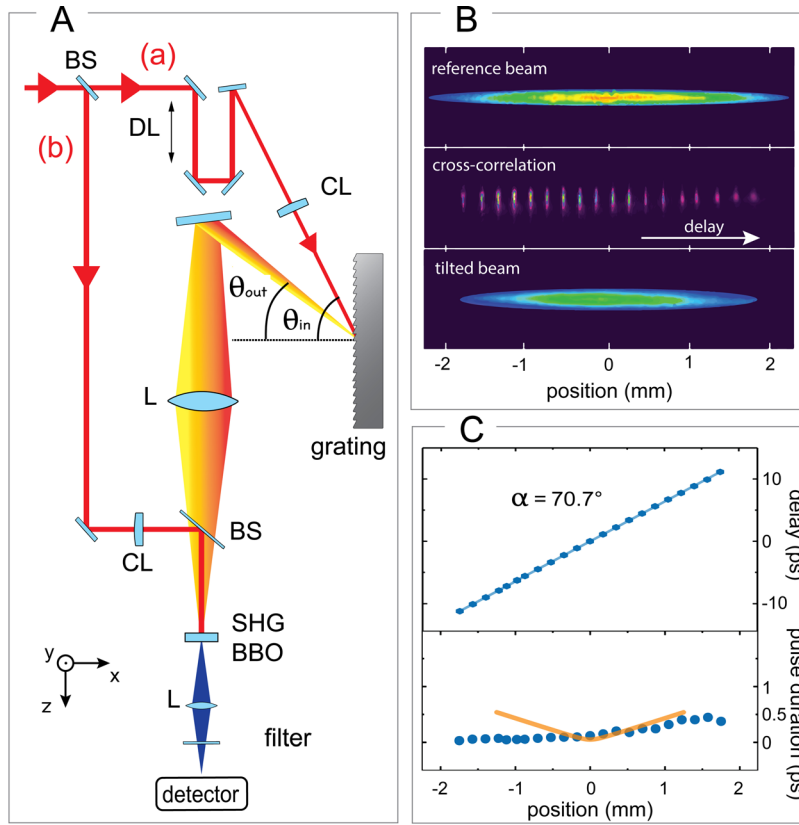 A
BS
(a)
(b)
DL
CL
θout
θin
L
grating
BS
CL
SHG
BBO
y
x
z
L
filter
detector
B
reference beam
cross-correlation
delay
tilted beam
-2
-1
0
1
2
position (mm)
C
α = 70.7°
10
0
-10
delay (ps)
1
0.5
0
pulse duration (ps)
-2
-1
0
1
2
position (mm)